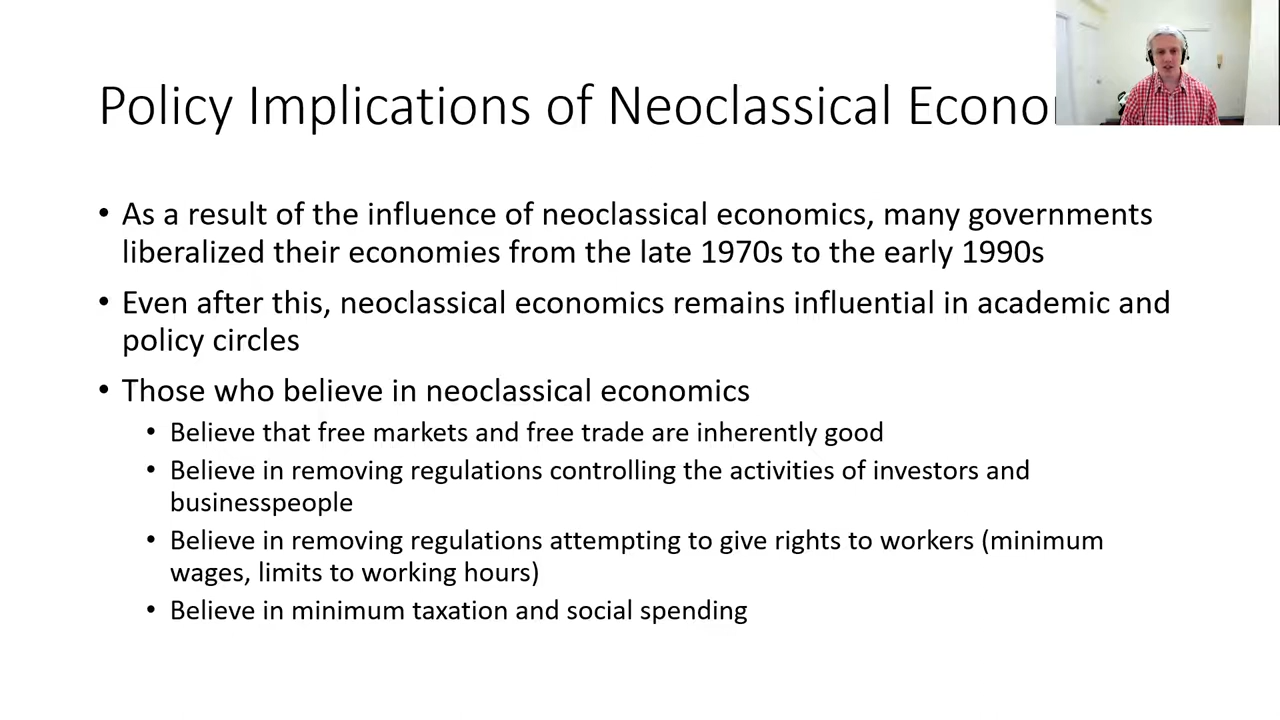 Policy Implications of Neoclassical Econo
• As a result of the influence of neoclassical economics, many governments
liberalized their economies from the late 1970s to the early 1990s
• Even after this, neoclassical economics remains influential in academic and
policy circles
• Those who believe in neoclassical economics
• Believe that free markets and free trade are inherently good
• Believe in removing regulations controlling the activities of investors and
businesspeople
• Believe in removing regulations attempting to give rights to workers (minimum
wages, limits to working hours)
• Believe in minimum taxation and social spending